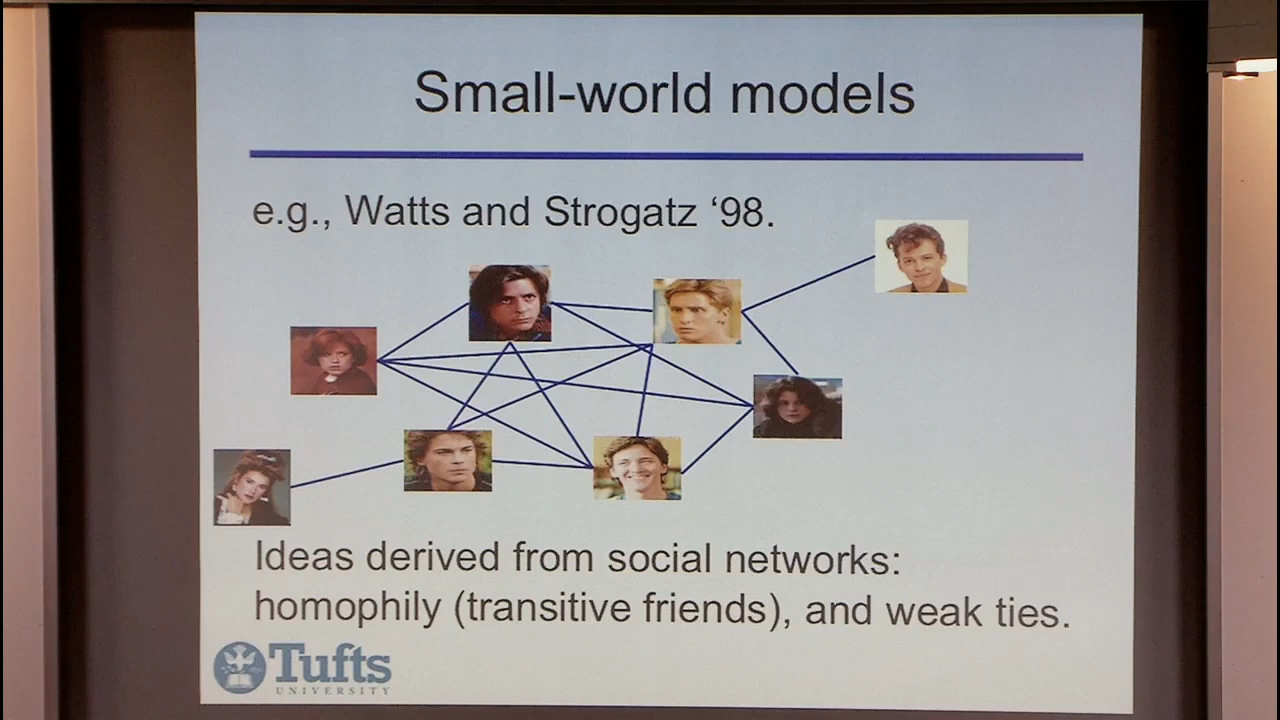 Small-world models
e.g., Watts and Strogatz ‘98.
Ideas derived from social networks:
homophily (transitive friends), and weak ties.
Tufts
UNIVERSITY